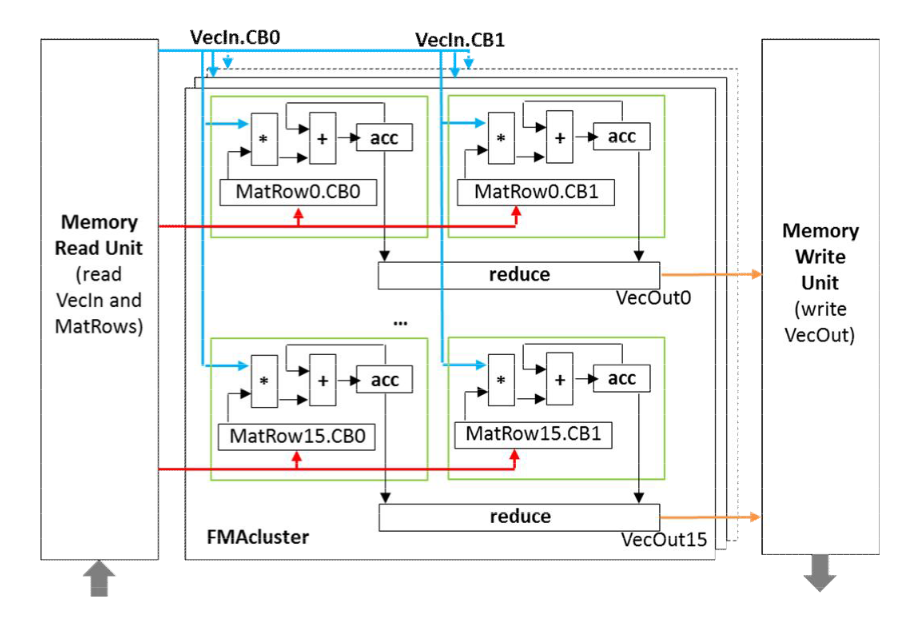 VecIn.CB0
VecIn.CB1
* + acc
* + acc
MatRow0.CB0
MatRow0.CB1
Memory
Read Unit
(read
VecIn and
MatRows)
Memory
Write
Unit
(write
VecOut)
reduce
VecOut0
...
* + acc
* + acc
MatRow15.CB0
MatRow15.CB1
reduce
FMAcluster
VecOut15